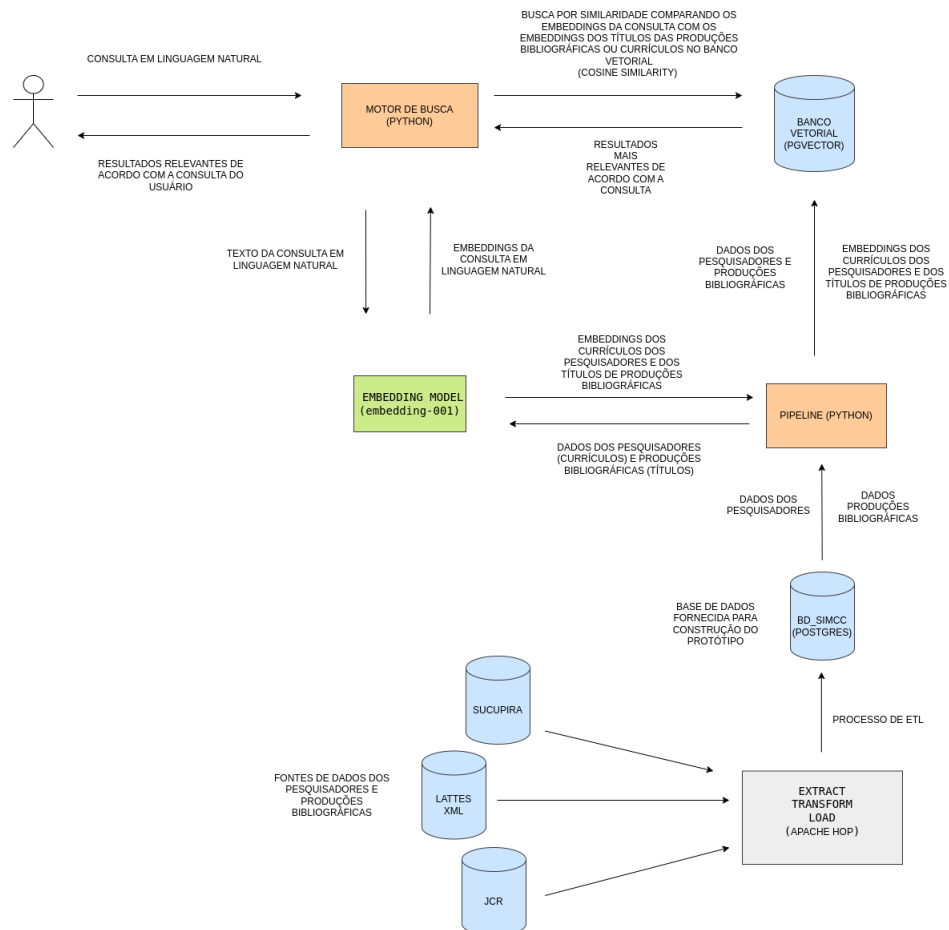 BUSCA POR SIMILARIDADE COMPARANDO OS
EMBEDDINGS DA CONSULTA COM OS
EMBEDDINGS DOS TÍTULOS DAS PRODUÇÕES
BIBLIOGRÁFICAS OU CURRÍCULOS NO BANCO
VETORIAL
(COSINE SIMILARITY)
CONSULTA EM LINGUAGEM NATURAL
MOTOR DE BUSCA
(PYTHON)
BANCO
VETORIAL
(PGVECTOR)
RESULTADOS RELEVANTES DE
ACORDO COM A CONSULTA DO
USUÁRIO
RESULTADOS
MAIS
RELEVANTES DE
ACORDO COM A
CONSULTA
TEXTO DA CONSULTA EM
LINGUAGEM NATURAL
EMBEDDINGS DA
CONSULTA EM
LINGUAGEM NATURAL
DADOS DOS
PESQUISADORES E
PRODUÇÕES
BIBLIOGRÁFICAS
EMBEDDINGS DOS
CURRÍCULOS DOS
PESQUISADORES E DOS
TÍTULOS DE PRODUÇÕES
BIBLIOGRÁFICAS
EMBEDDINGS DOS
CURRÍCULOS DOS
PESQUISADORES E DOS
TÍTULOS DE PRODUÇÕES
BIBLIOGRÁFICAS
EMBEDDING MODEL
(embedding-001)
PIPELINE (PYTHON)
DADOS DOS PESQUISADORES
(CURRÍCULOS) E PRODUÇÕES
BIBLIOGRÁFICAS (TÍTULOS)
DADOS DOS
PESQUISADORES
DADOS
PRODUÇÕES
BIBLIOGRÁFICAS
BASE DE DADOS
FORNECIDA PARA
CONSTRUÇÃO DO
PROTÓTIPO
BD_SIMCC
(POSTGRES)
SUCUPIRA
PROCESSO DE ETL
FONTES DE DADOS DOS
PESQUISADORES E
PRODUÇÕES
BIBLIOGRÁFICAS
LATTES
XML
EXTRACT
TRANSFORM
LOAD
(APACHE HOP)
JCR